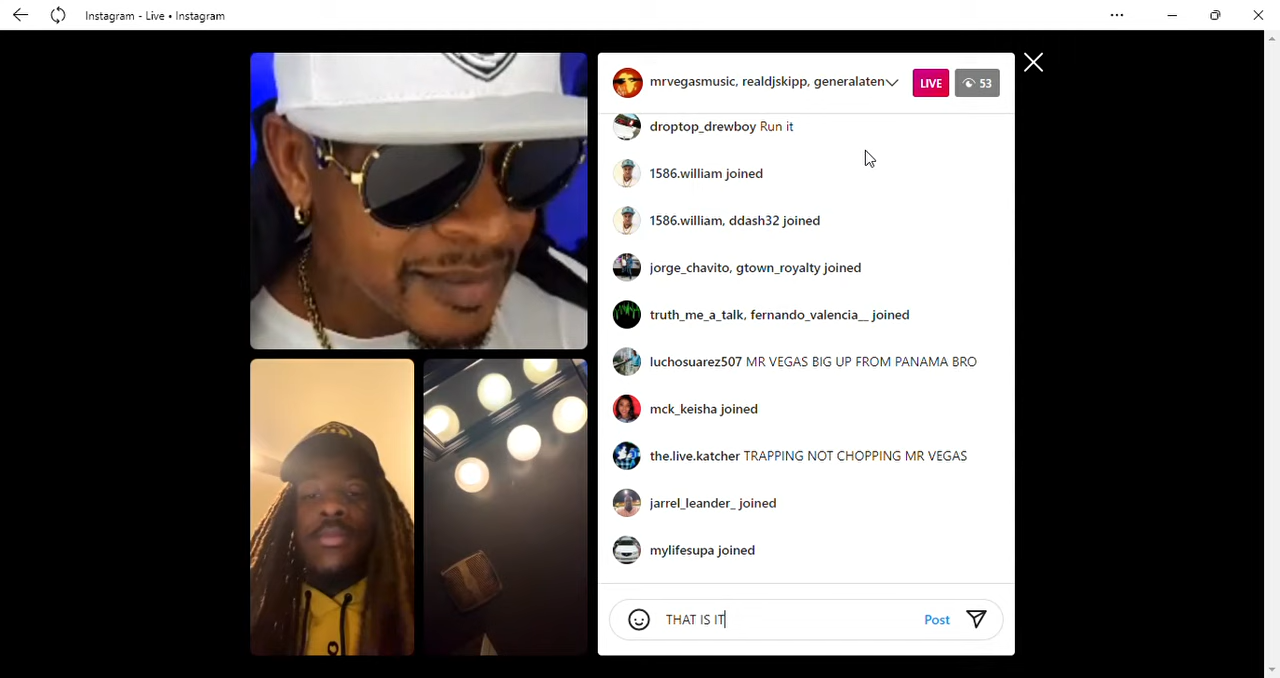 Instagram - Live • Instagram
mrvegasmusic, realdjskipp, generalaten
LIVE
53
droptop_drewboy Run it
1586.william joined
1586.william, ddash32 joined
jorge_chavito, gtown_royalty joined
truth_me_a_talk, fernando_valencia__ joined
luchosuarez507 MR VEGAS BIG UP FROM PANAMA BRO
mck_keisha joined
the.live.katcher TRAPPING NOT CHOPPING MR VEGAS
jarrel_leander_ joined
mylifesupa joined
THAT IS IT
Post